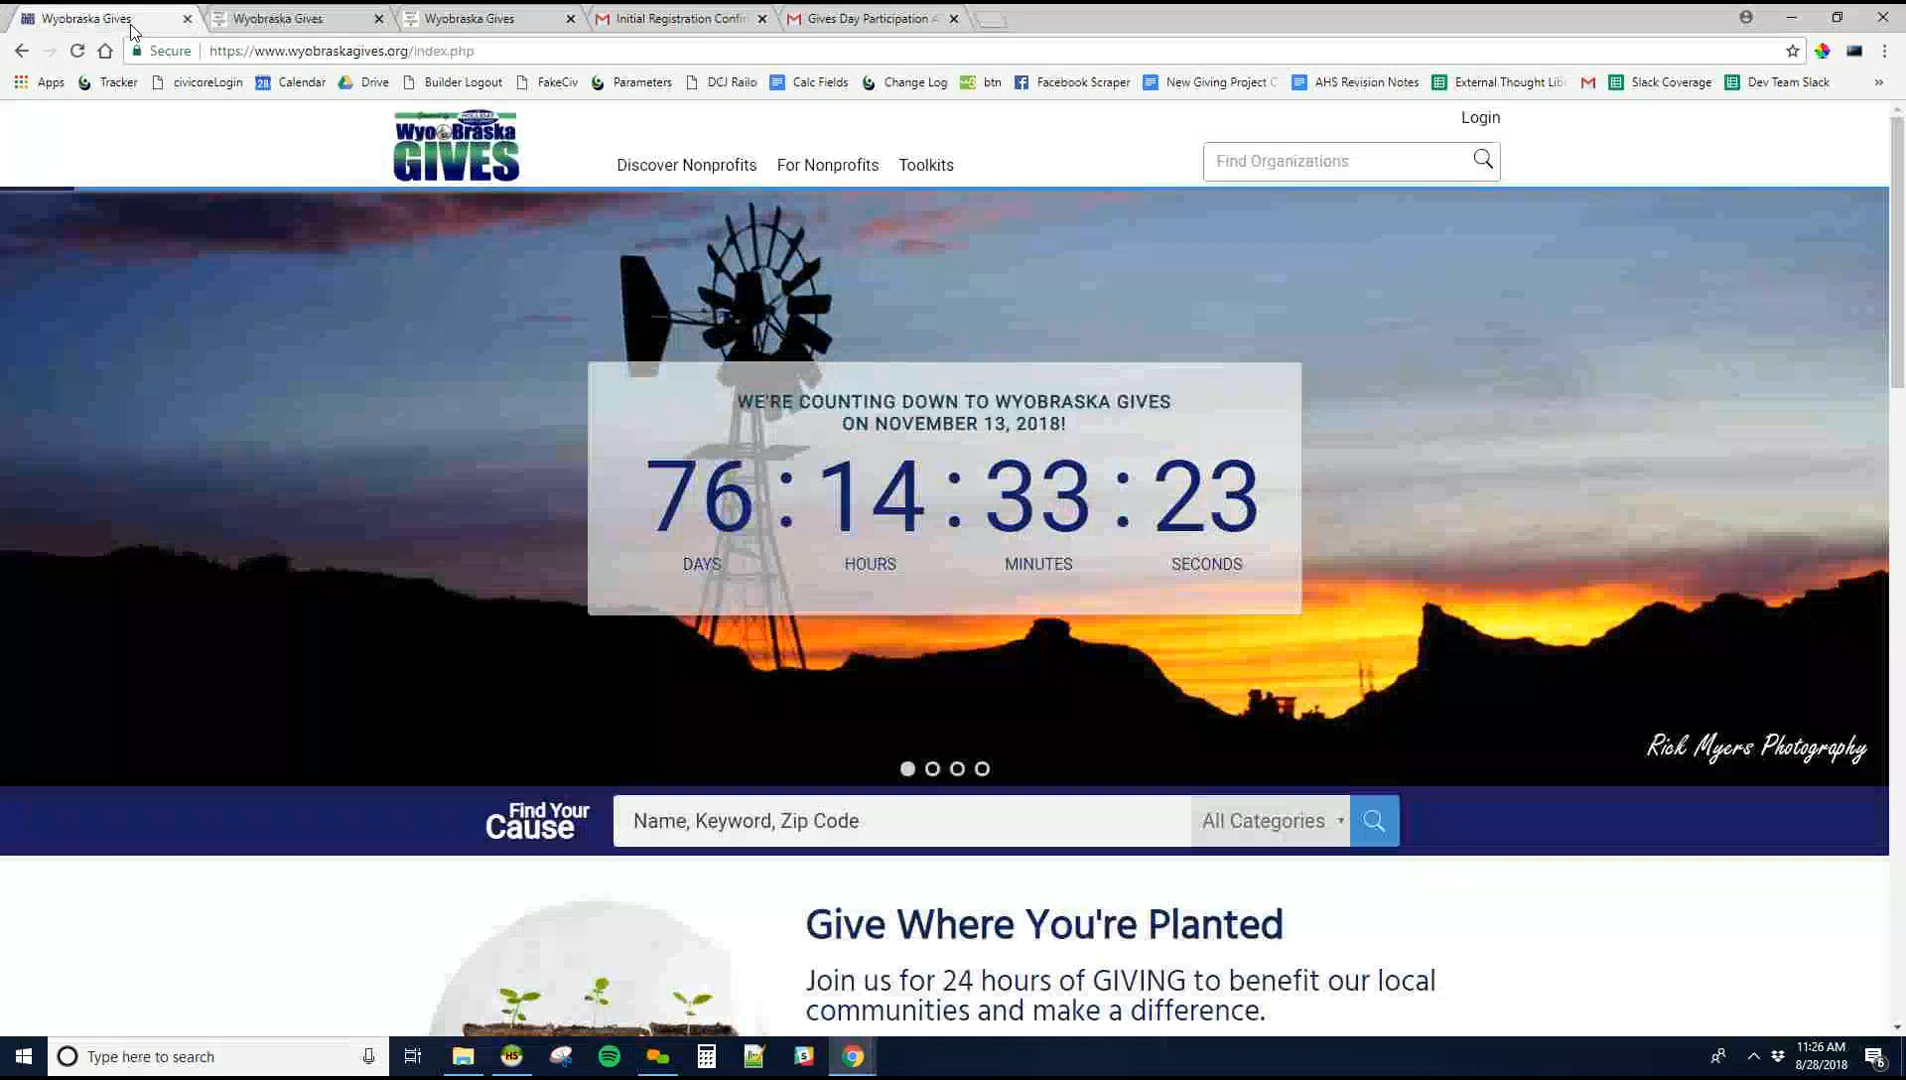 Wyobraska Gives
Wyobraska Gives
Wyobraska Gives
Initial Registration Confir
Gives Day Participation A
Secure
https://www.wyobraskagives.org/index.php
Apps
Tracker
civicoreLogin
28
Calendar
Drive
Builder Logout
FakeCiv
Parameters
DCJ Railo
Calc Fields
Change Log
btn
Facebook Scraper
New Giving Project C
AHS Revision Notes
External Thought Lib
Slack Coverage
Dev Team Slack
»
Login
WyoBraska
GIVES
Discover Nonprofits
For Nonprofits
Toolkits
Find Organizations
WE'RE COUNTING DOWN TO WYOBRASKA GIVES
ON NOVEMBER 13, 2018!
76 : 14 : 33 : 23
DAYS HOURS MINUTES SECONDS
Rick Myers Photography
Find Your
Cause
Name, Keyword, Zip Code
All Categories
Give Where You're Planted
Join us for 24 hours of GIVING to benefit our local
communities and make a difference.
Type here to search
HS
11:26 AM
8/28/2018
6